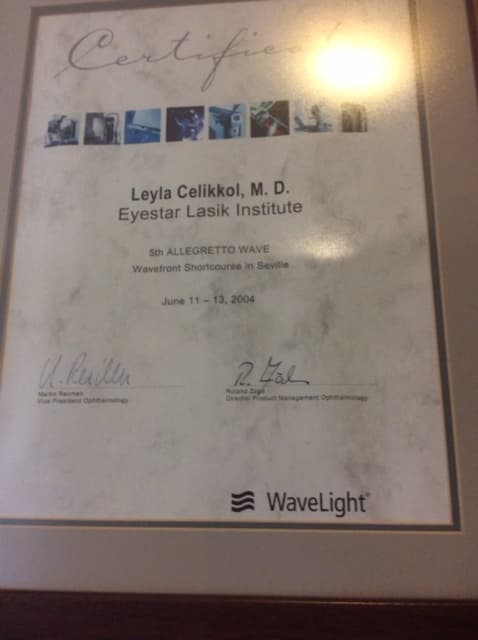 Leyla Celikkol, M. D.
Eyestar Lasik Institute
5th ALLEGRETTO WAVE
Wavefront Shortcourse in Seville
June 11 – 13, 2004
Vice President Ophthalmology
Director Product Management Ophthalmology
WaveLight®